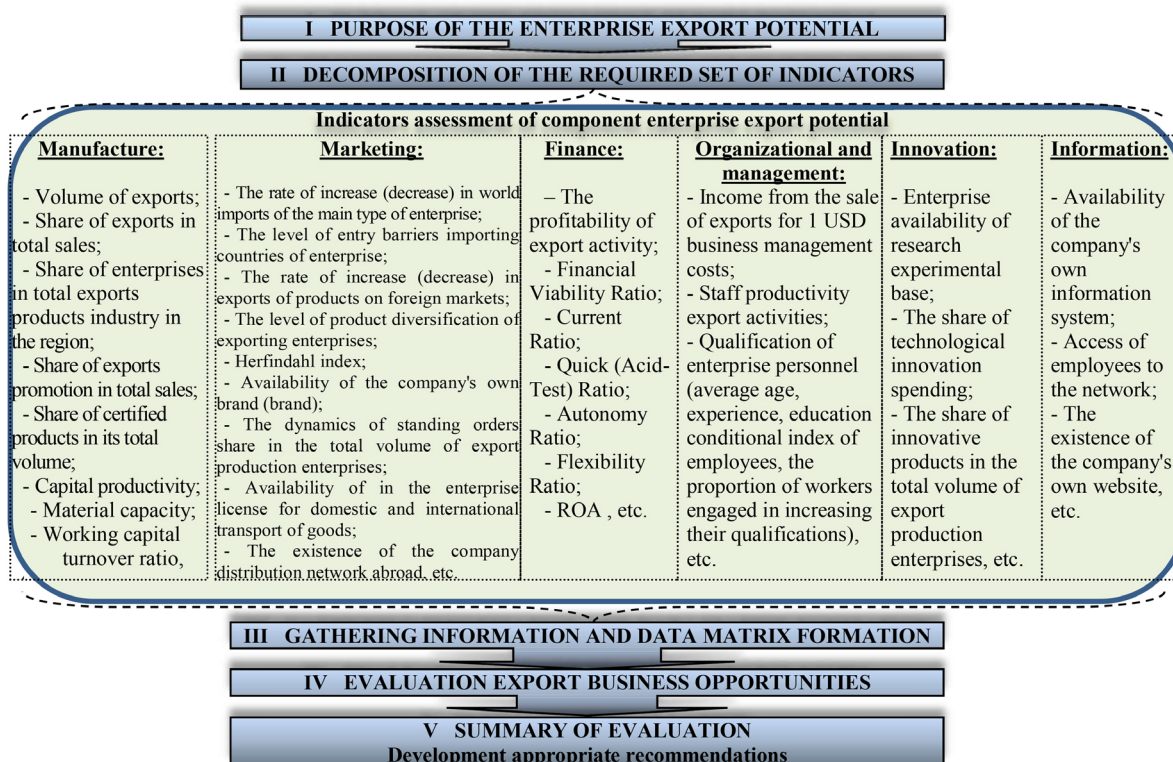 I PURPOSE OF THE ENTERPRISE EXPORT POTENTIAL
II DECOMPOSITION OF THE REQUIRED SET OF INDICATORS
Indicators assessment of component enterprise export potential
Manufacture:
- Volume of exports;
- Share of exports in
total sales;
- Share of enterprises
in total exports
products industry in
the region;
- Share of exports
promotion in total sales;
- Share of certified
products in its total
volume;
- Capital productivity;
- Material capacity;
- Working capital
turnover ratio,
Marketing:
- The rate of increase (decrease) in world
imports of the main type of enterprise;
- The level of entry barriers importing
countries of enterprise;
- The rate of increase (decrease) in
exports of products on foreign markets;
- The level of product diversification of
exporting enterprises;
- Herfindahl index;
- Availability of the company's own
brand (brand);
- The dynamics of standing orders
share in the total volume of export
production enterprises;
- Availability of in the enterprise
license for domestic and international
transport of goods;
- The existence of the company
distribution network abroad, etc.
Finance:
– The
profitability of
export activity;
- Financial
Viability Ratio;
- Current
Ratio;
- Quick (Acid-
Test) Ratio;
- Autonomy
Ratio;
- Flexibility
Ratio;
- ROA , etc.
Organizational and
management:
- Income from the sale
of exports for 1 USD
business management
costs;
- Staff productivity
export activities;
- Qualification of
enterprise personnel
(average age,
experience, education
conditional index of
employees, the
proportion of workers
engaged in increasing
their qualifications),
etc.
Innovation:
- Enterprise
availability of
research
experimental
base;
- The share of
technological
innovation
spending;
- The share of
innovative
products in the
total volume of
export
production
enterprises, etc.
Information:
- Availability
of the
company's
own
information
system;
- Access of
employees to
the network;
- The
existence of
the company's
own website,
etc.
III GATHERING INFORMATION AND DATA MATRIX FORMATION
IV EVALUATION EXPORT BUSINESS OPPORTUNITIES
V SUMMARY OF EVALUATION
Development appropriate recommendations